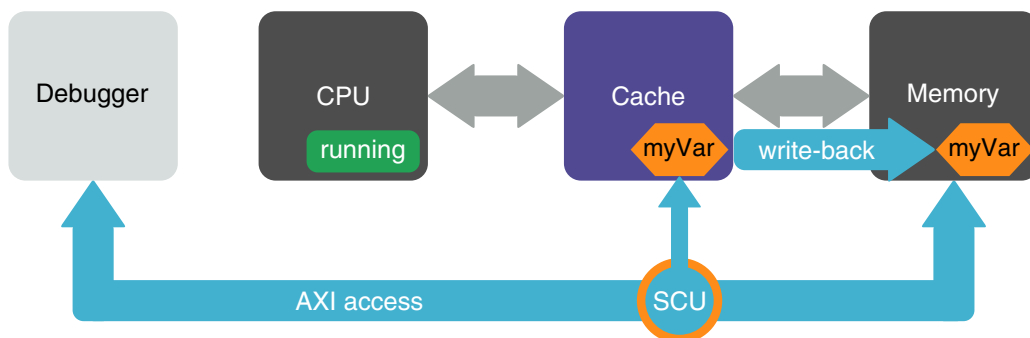 Debugger
CPU
Cache
Memory
running
myVar
write-back
myVar
AXI access
SCU